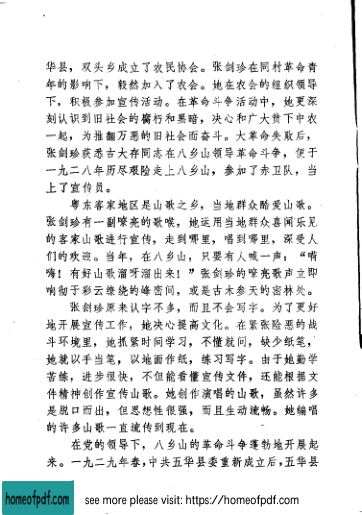 华县，双头乡成立了农民协会。张剑珍在同村革命青
年的影响下，毅然加入了农会。她在农会的组织领导
下，积极参加宣传活动。在革命斗争活动中，她更深
刻认识到旧社会的腐朽和黑暗，决心和广大贫下中农
一起，为推翻万恶的旧社会而奋斗。大革命失败后，
张剑珍获悉古大存同志在八乡山领导革命斗争，便于
一九二八年历尽艰险走上八乡山，参加了赤卫队，当
上了宣传员。
粤东客家地区是山歌之乡，当地群众酷爱山歌。
张剑珍有一副嘹亮的歌喉，她运用当地群众喜闻乐见
的客家山歌进行宣传，走到哪里，唱到哪里，深受人
们的欢迎。当年，在八乡山，只要有人喊一声：“嗬
嗨！有好山歌溜呀溜出来！”张剑珍的嘹亮歌声立即
响彻于彩云缭绕的峰峦间，或是古木参天的密林处。
张剑珍原来认字不多，而且不会写字。为了更好
地开展宣传工作，她决心提高文化。在紧张险恶的战
斗环境里，她抓紧时间学习，不懂就问，缺少纸笔，
她就以手当笔，以地面作纸，练习写字。由于她勤学
苦练，进步很快，不但能看懂宣传文件，还能根据文
件精神创作宣传山歌。她创作演唱的山歌，虽然许多
是脱口而出，但思想性很强，而且生动流畅。她编唱
的许多山歌一直流传到现在。
在党的领导下，八乡山的革命斗争蓬勃地开展起
来。一九二九年春，中共五华县委重新成立后，五华县
homeofpdf.com
see more please visit: https://homeofpdf.com